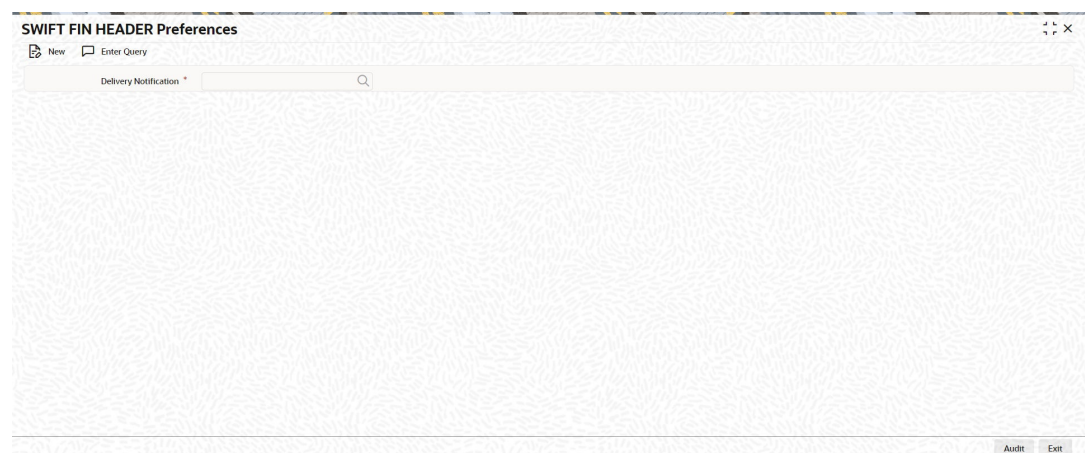 SWIFT FIN HEADER Preferences
New Enter Query
Delivery Notification *
Audit Exit